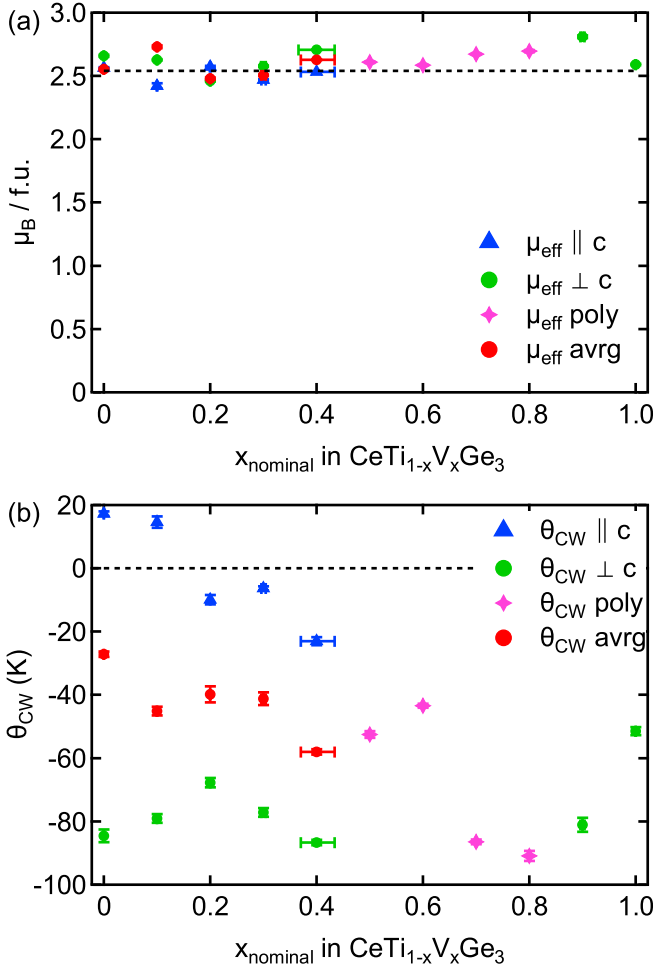 (a)
3.0
2.5
2.0
1.5
1.0
0.5
0
μB / f.u.
μeff ∥ c
μeff ⊥ c
μeff poly
μeff avrg
0 0.2 0.4 0.6 0.8 1.0
xnominal in CeTi1-xVxGe3
(b)
20
0
-20
-40
-60
-80
-100
θCW (K)
θCW ∥ c
θCW ⊥ c
θCW poly
θCW avrg
0 0.2 0.4 0.6 0.8 1.0
xnominal in CeTi1-xVxGe3